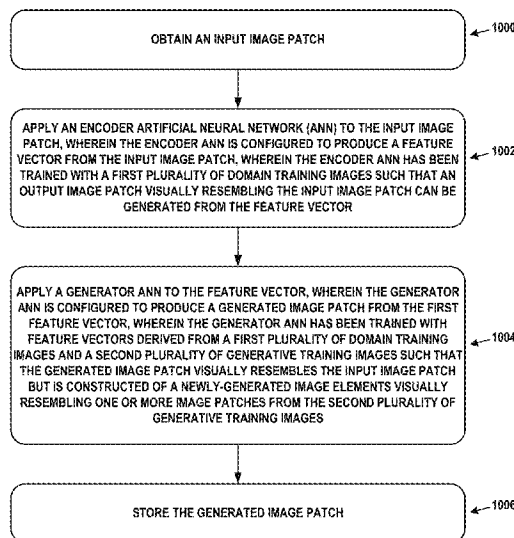 OBTAIN AN INPUT IMAGE PATCH
1000
APPLY AN ENCODER ARTIFICIAL NEURAL NETWORK (ANN) TO THE INPUT IMAGE
PATCH, WHEREIN THE ENCODER ANN IS CONFIGURED TO PRODUCE A FEATURE
VECTOR FROM THE INPUT IMAGE PATCH, WHEREIN THE ENCODER ANN HAS BEEN
TRAINED WITH A FIRST PLURALITY OF DOMAIN TRAINING IMAGES SUCH THAT AN
OUTPUT IMAGE PATCH VISUALLY RESEMBLING THE INPUT IMAGE PATCH CAN BE
GENERATED FROM THE FEATURE VECTOR
1002
APPLY A GENERATOR ANN TO THE FEATURE VECTOR, WHEREIN THE GENERATOR
ANN IS CONFIGURED TO PRODUCE A GENERATED IMAGE PATCH FROM THE FIRST
FEATURE VECTOR, WHEREIN THE GENERATOR ANN HAS BEEN TRAINED WITH
FEATURE VECTORS DERIVED FROM A FIRST PLURALITY OF DOMAIN TRAINING
IMAGES AND A SECOND PLURALITY OF GENERATIVE TRAINING IMAGES SUCH THAT
THE GENERATED IMAGE PATCH VISUALLY RESEMBLES THE INPUT IMAGE PATCH
BUT IS CONSTRUCTED OF A NEWLY-GENERATED IMAGE ELEMENTS VISUALLY
RESEMBLING ONE OR MORE IMAGE PATCHES FROM THE SECOND PLURALITY OF
GENERATIVE TRAINING IMAGES
1004
STORE THE GENERATED IMAGE PATCH
1006